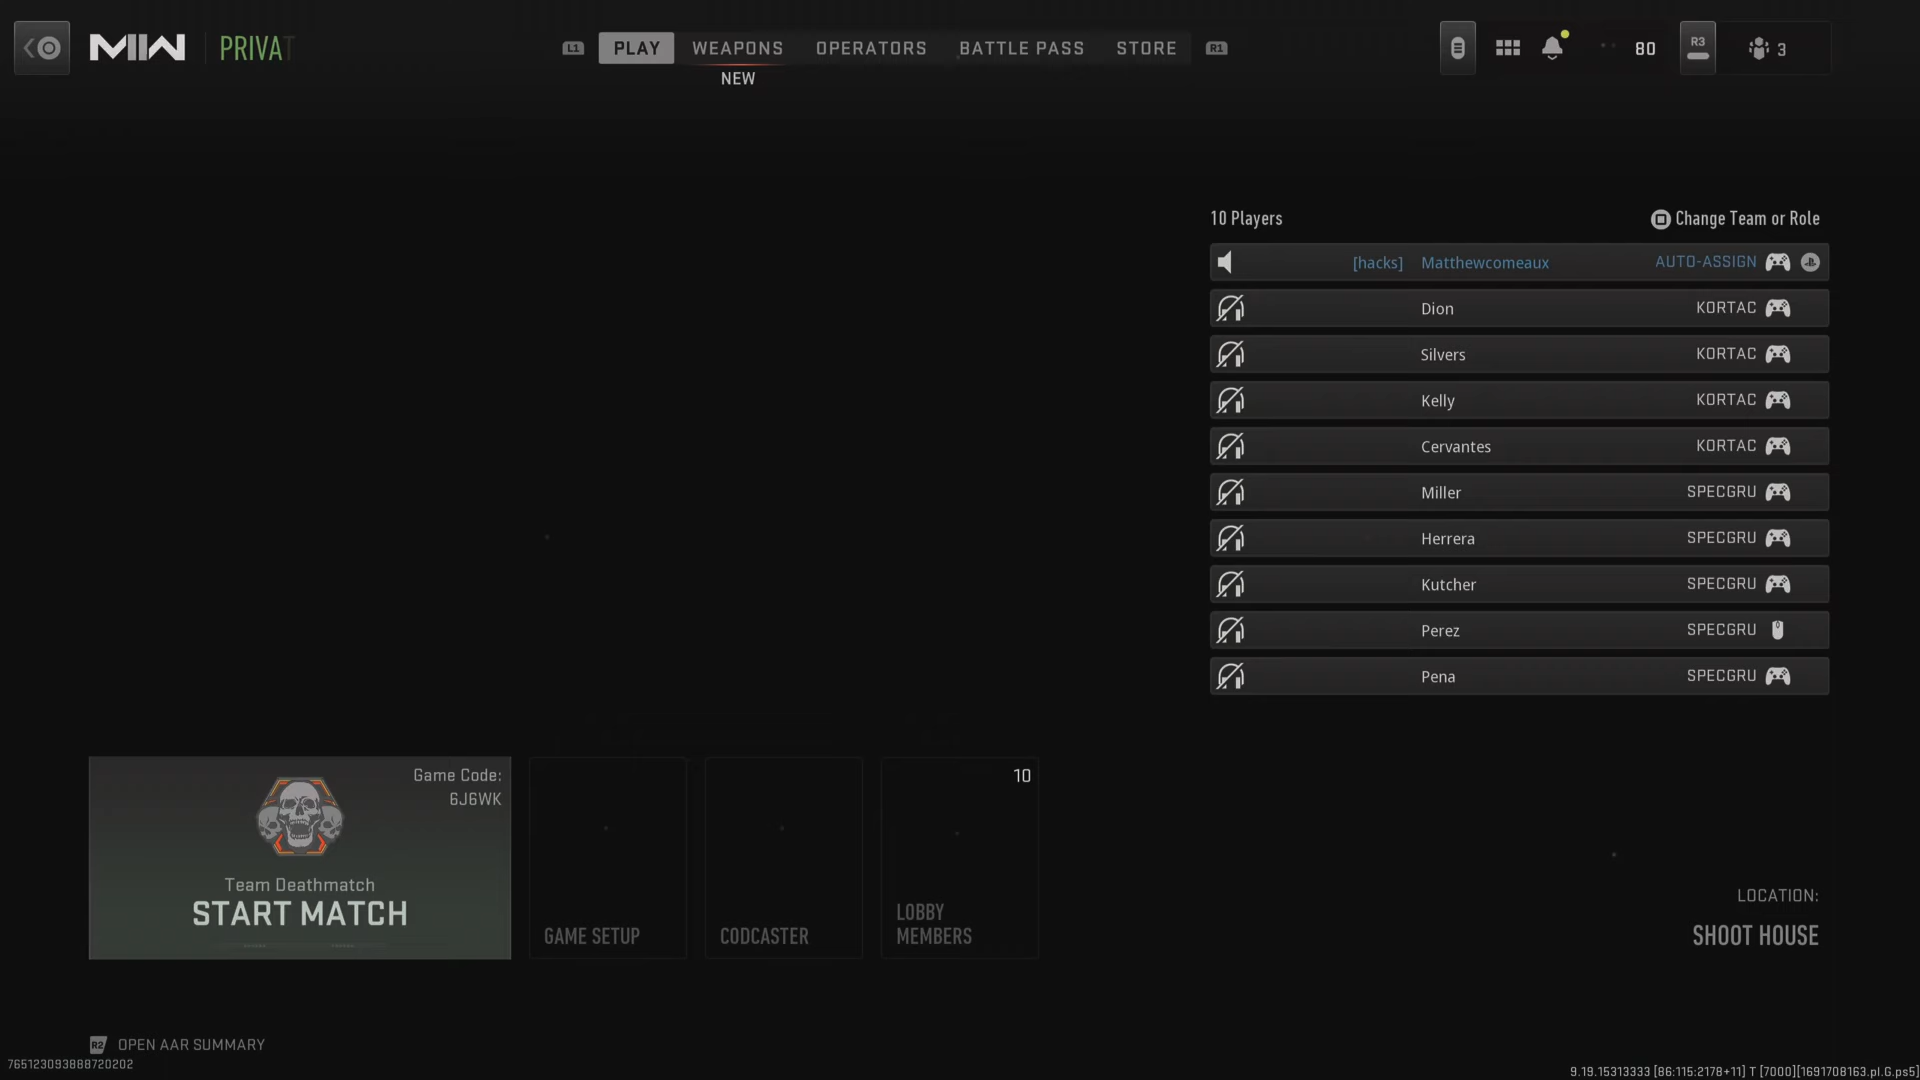 MW PRIVAT
L1 PLAY WEAPONS OPERATORS BATTLE PASS STORE R1
NEW
80 R3 3
10 Players Change Team or Role
[hacks] Matthewcomeaux AUTO-ASSIGN
Dion KORTAC
Silvers KORTAC
Kelly KORTAC
Cervantes KORTAC
Miller SPECGRU
Herrera SPECGRU
Kutcher SPECGRU
Perez SPECGRU
Pena SPECGRU
Game Code:
6J6WK
Team Deathmatch
START MATCH
GAME SETUP
CODCASTER
10
LOBBY
MEMBERS
LOCATION:
SHOOT HOUSE
R2 OPEN AAR SUMMARY
765123093888720202
9.19.15313333 [86:115:2178+11] T [7000][1691708163.pl.G.ps5]